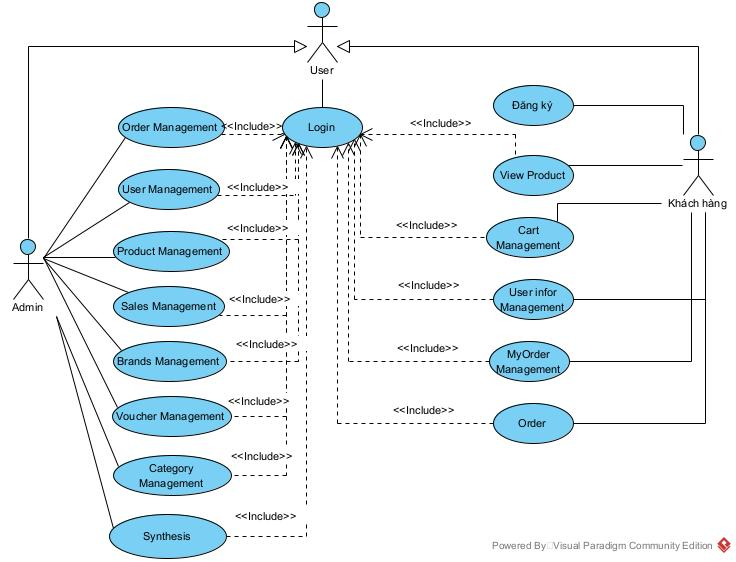 User
Order Management
<<Include>>
Login
<<Include>>
Đăng ký
User Management
<<Include>>
View Product
Khách hàng
Product Management
<<Include>>
<<Include>>
Cart
Management
Admin
Sales Management
<<Include>>
<<Include>>
User infor
Management
Brands Management
<<Include>>
<<Include>>
MyOrder
Management
Voucher Management
<<Include>>
<<Include>>
Order
Category
Management
<<Include>>
Synthesis
<<Include>>
Powered By Visual Paradigm Community Edition